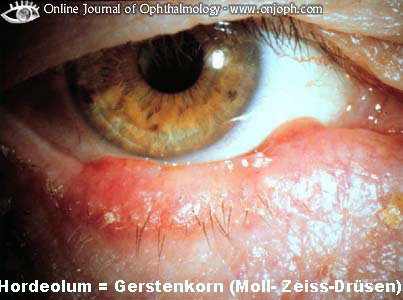 Online Journal of Ophthalmology - www.onjoph.com
Hordeolum = Gerstenkorn (Moll- Zeiss-Drüsen)